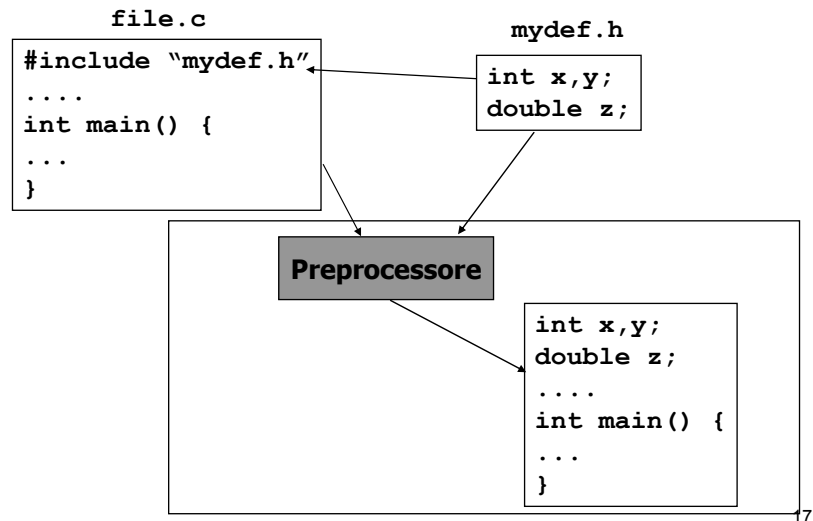 file.c
#include “mydef.h”
....
int main() {
...
}
mydef.h
int x,y;
double z;
Preprocessore
int x,y;
double z;
....
int main() {
...
}
17